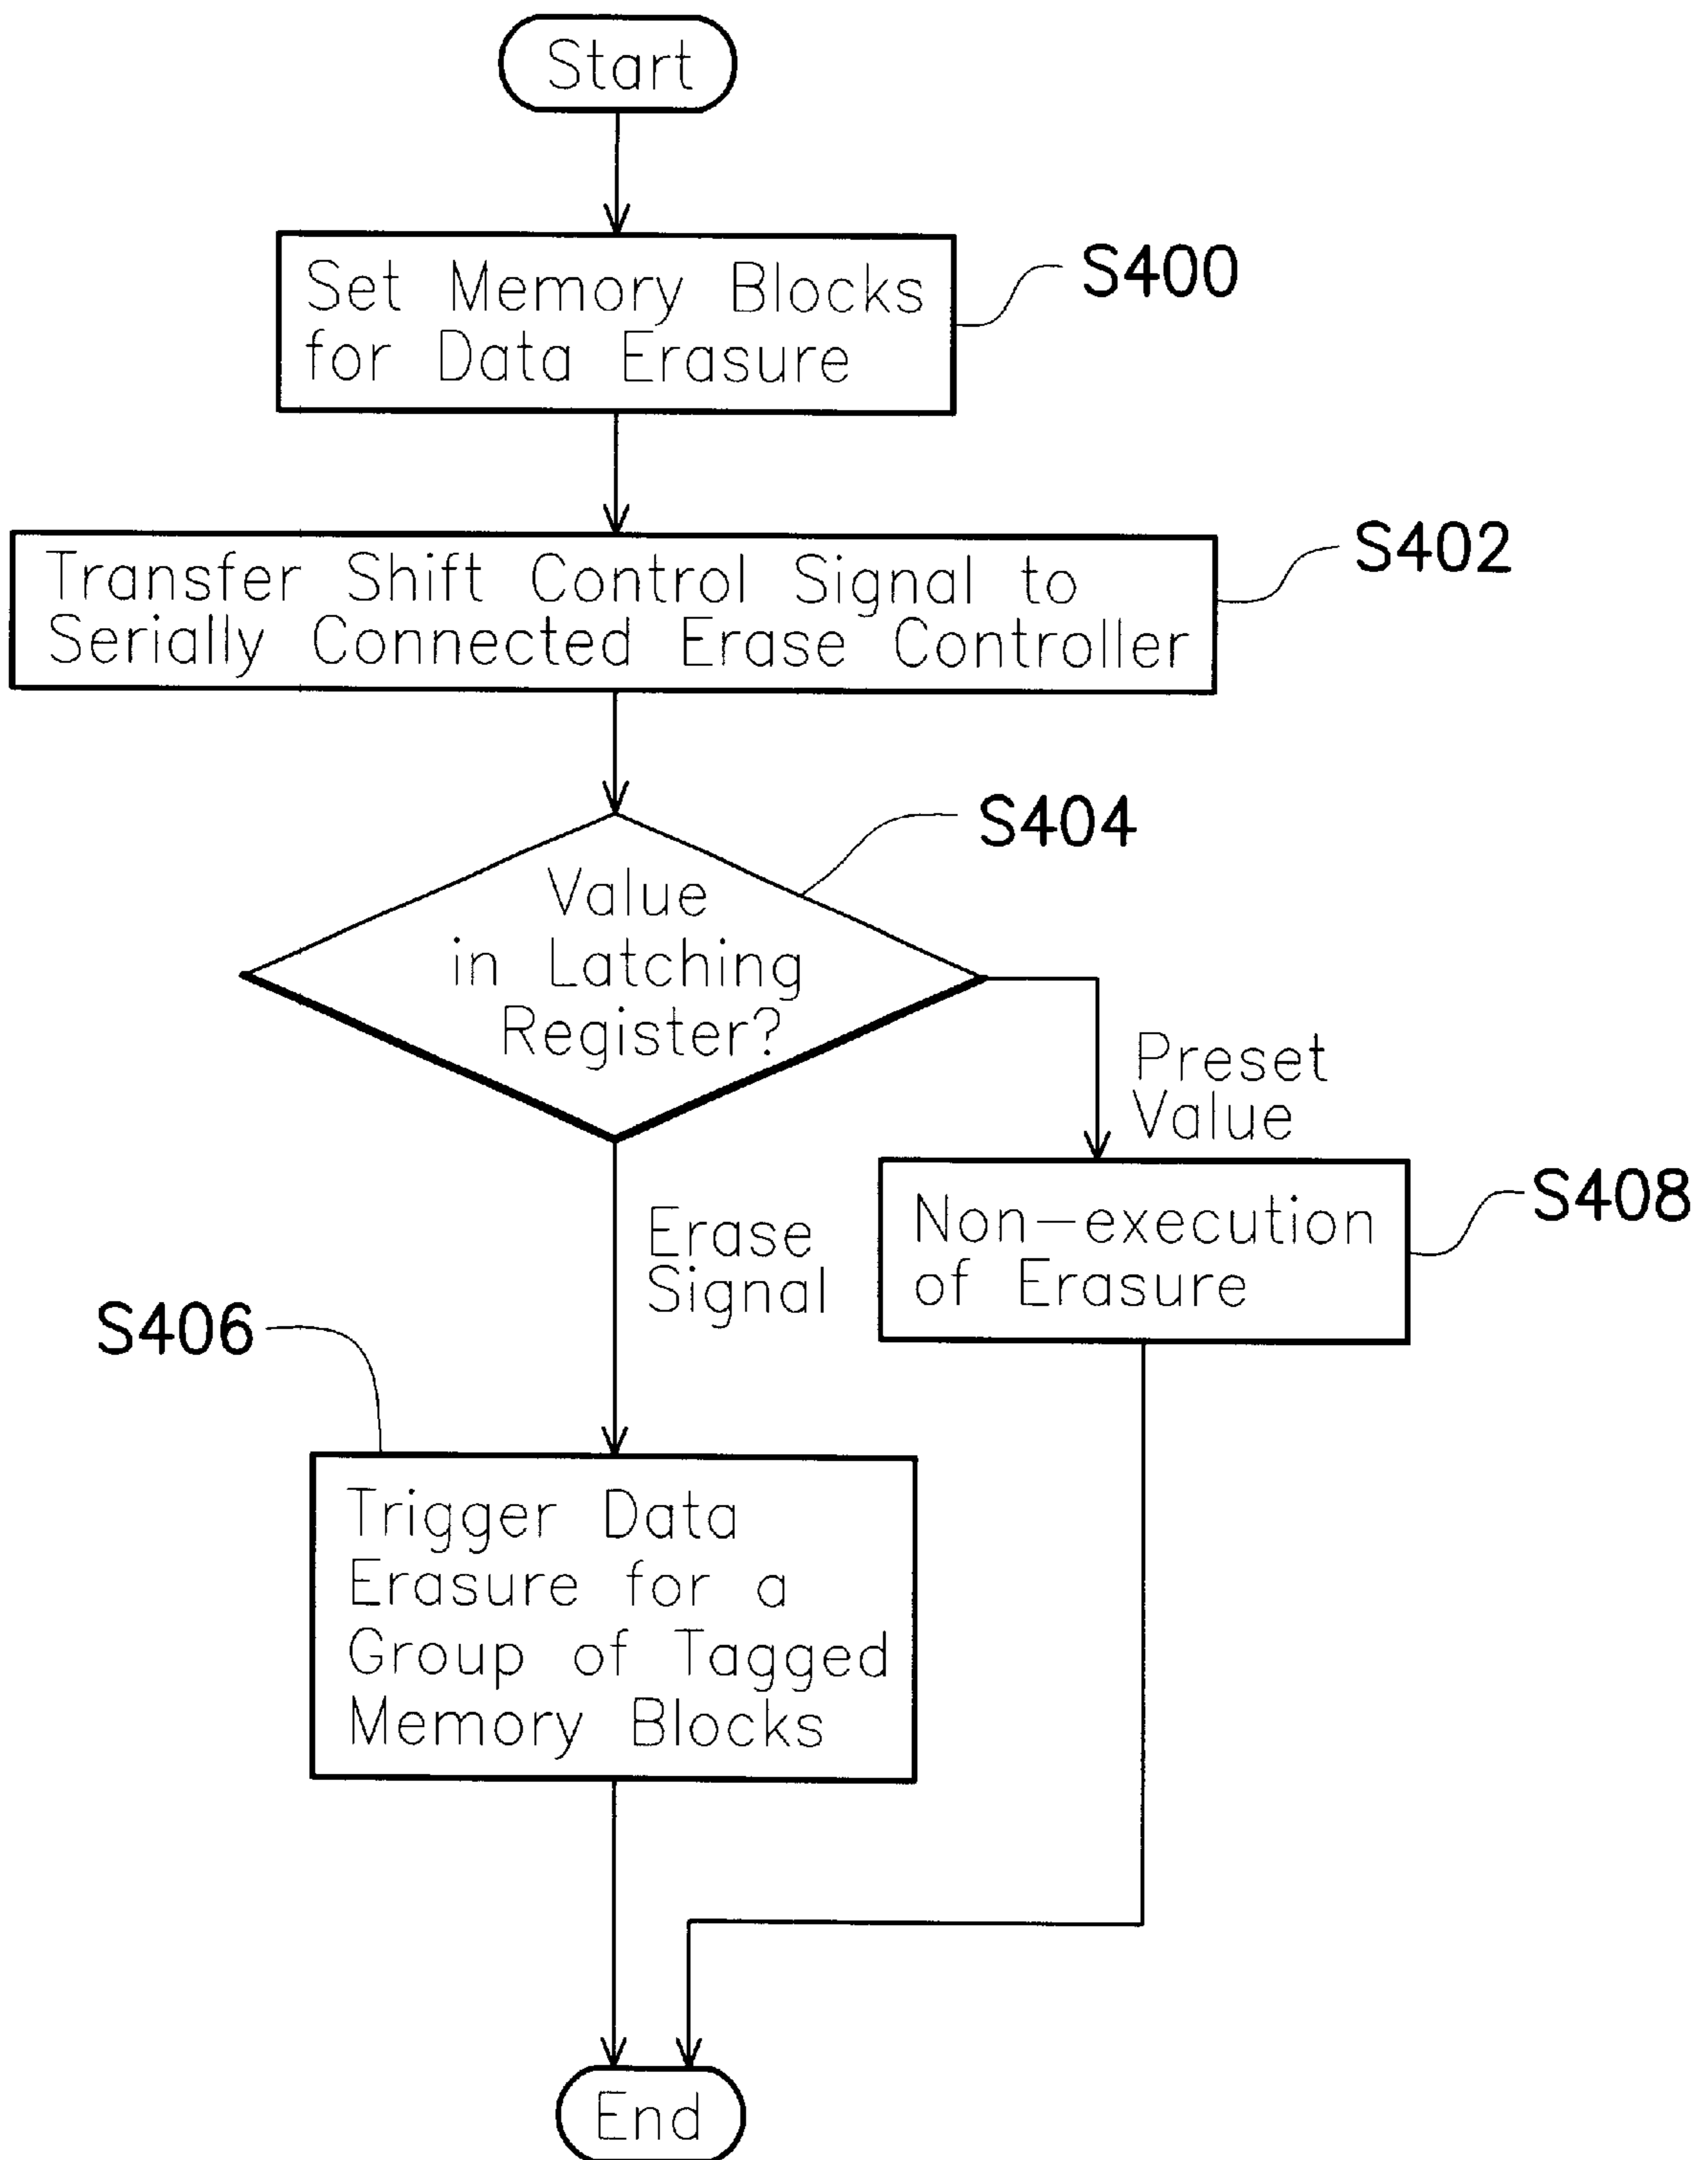 Start
Set Memory Blocks
for Data Erasure
S400
Transfer Shift Control Signal to
Serially Connected Erase Controller
S402
Value
in Latching
Register?
S404
Preset
Value
Erase
Signal
Non-execution
of Erasure
S408
S406
Trigger Data
Erasure for a
Group of Tagged
Memory Blocks
End